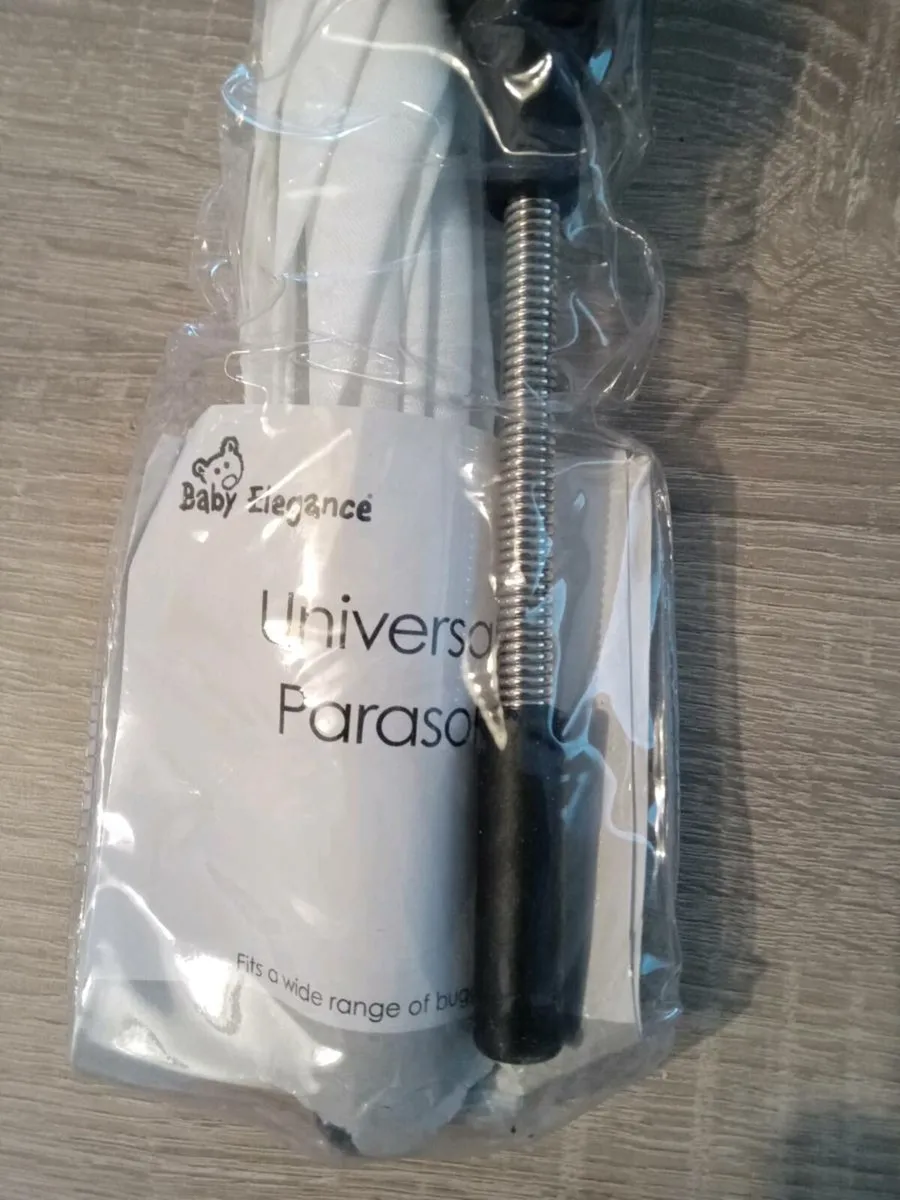 Baby Elegance
Universa
Paraso
Fits a wide range of bug